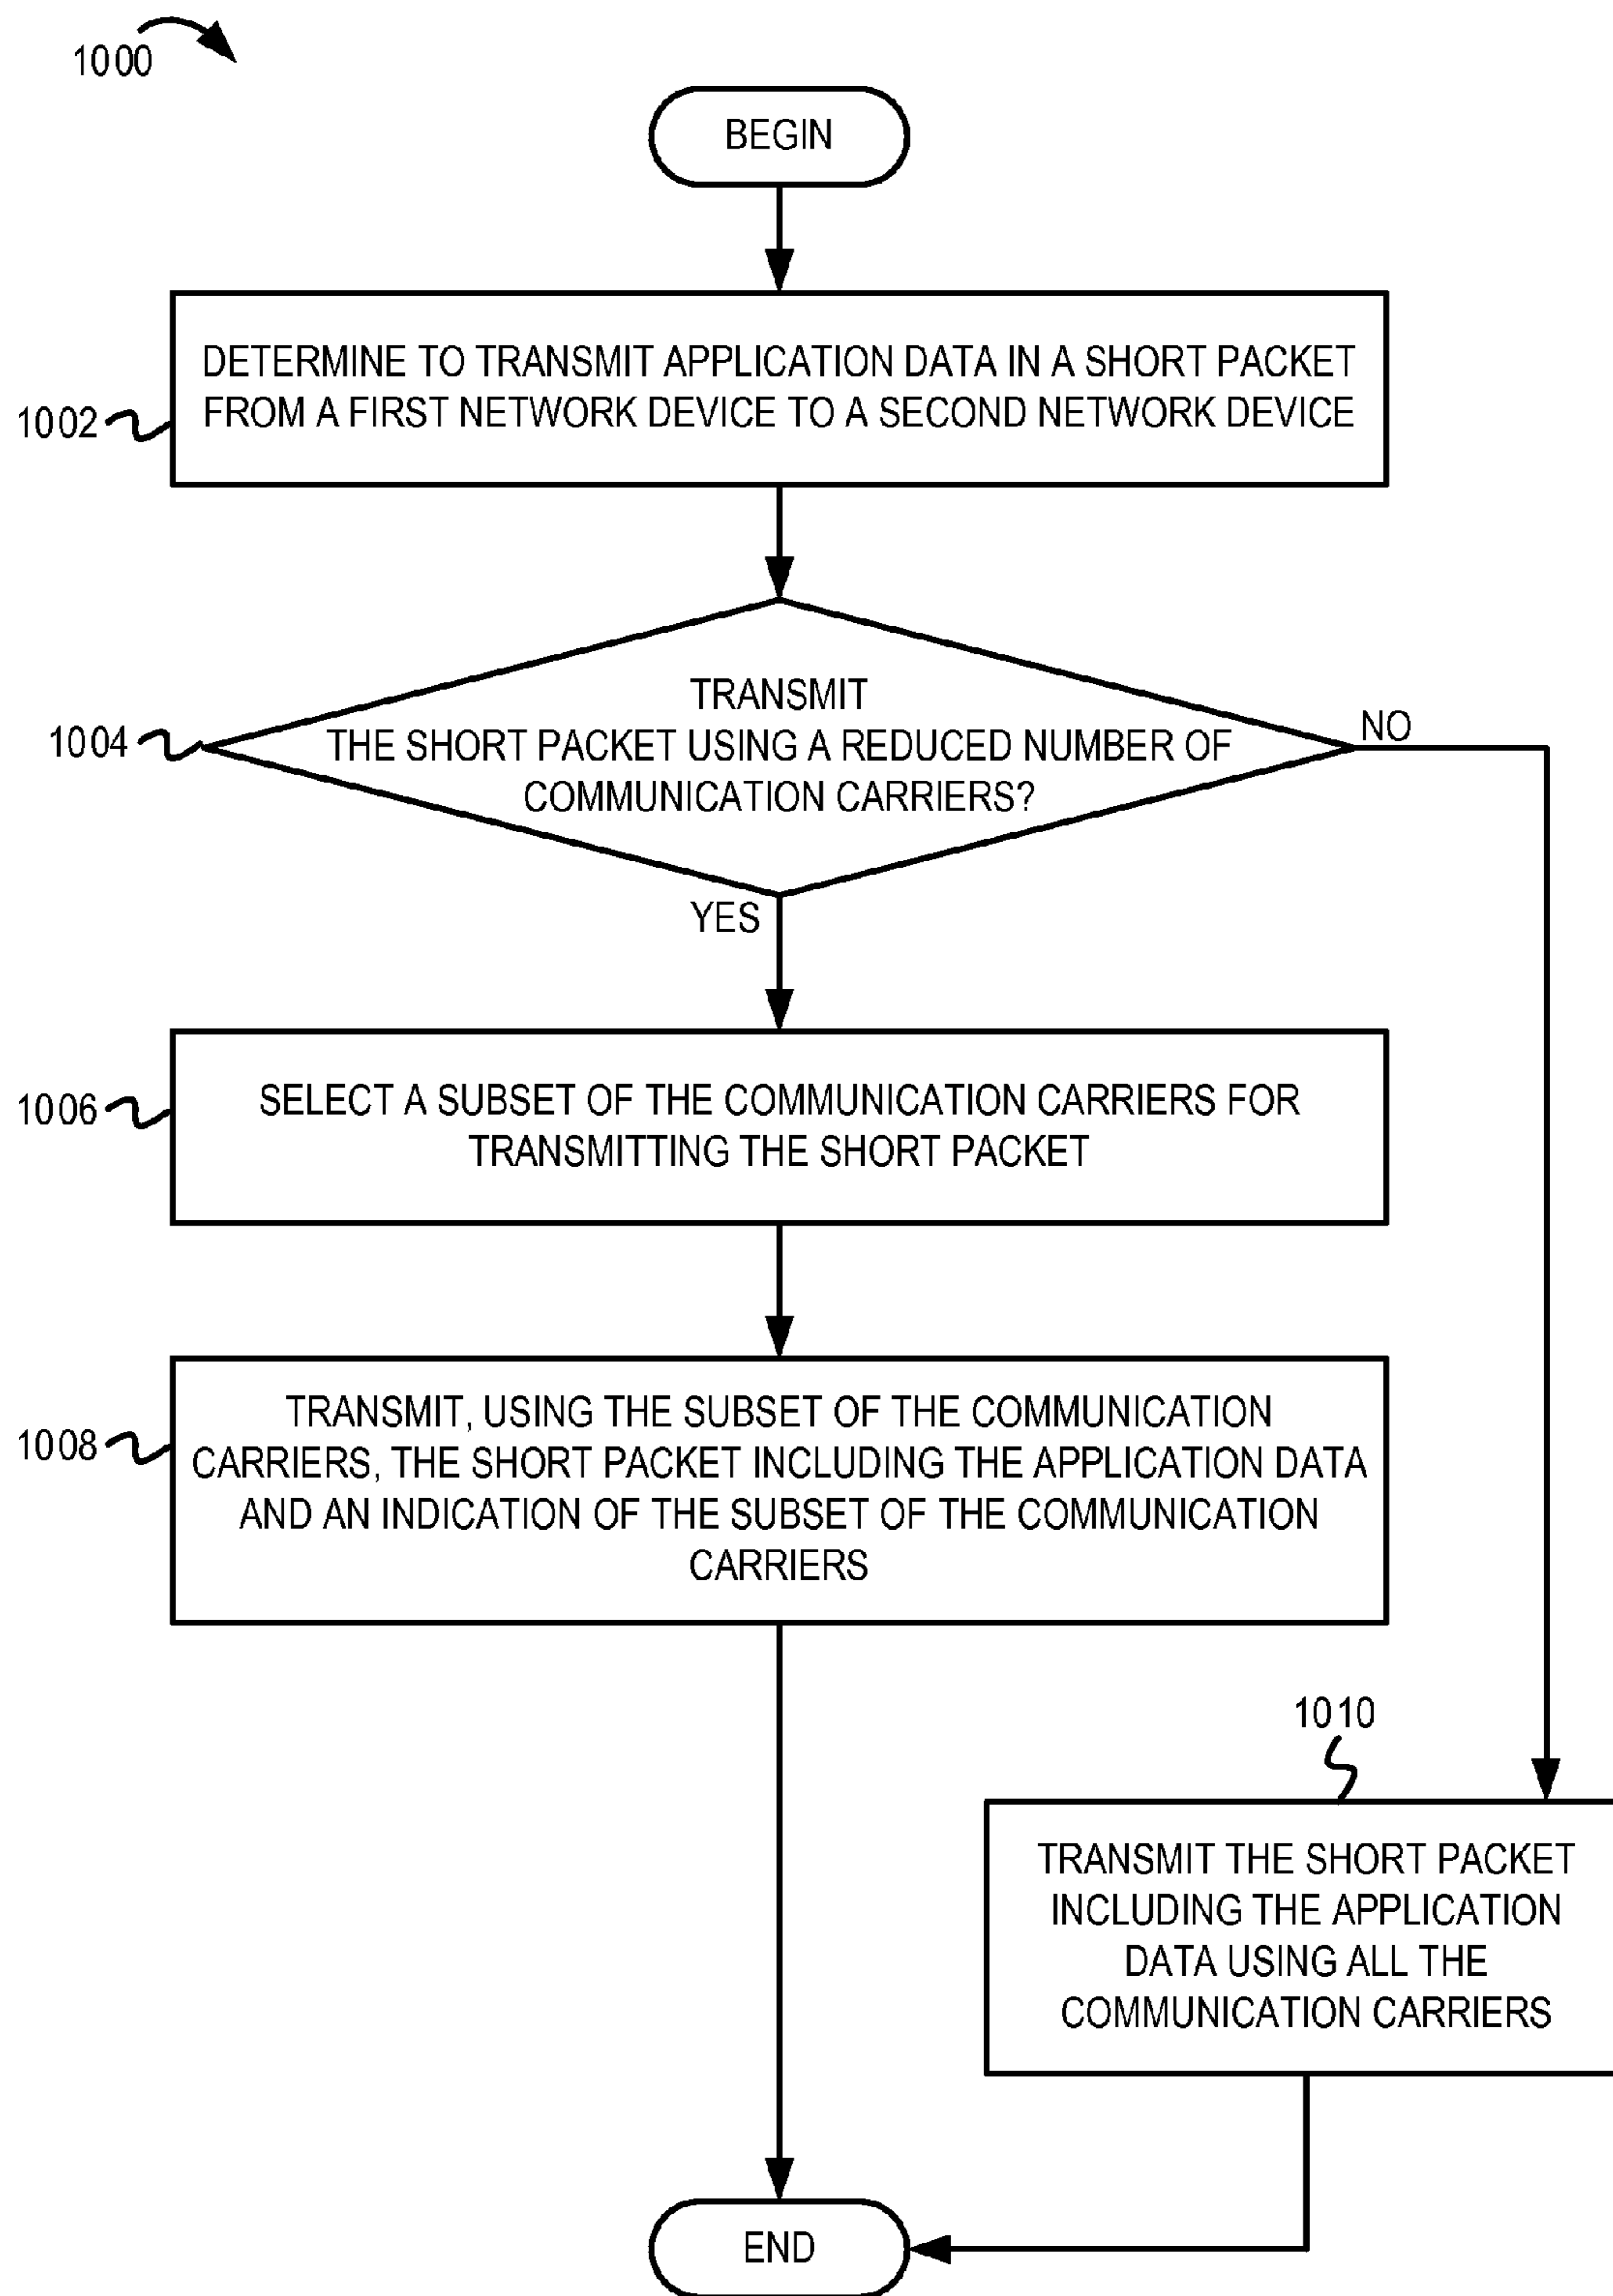 1000
BEGIN
DETERMINE TO TRANSMIT APPLICATION DATA IN A SHORT PACKET
FROM A FIRST NETWORK DEVICE TO A SECOND NETWORK DEVICE
1002
TRANSMIT
THE SHORT PACKET USING A REDUCED NUMBER OF
COMMUNICATION CARRIERS?
1004
NO
YES
SELECT A SUBSET OF THE COMMUNICATION CARRIERS FOR
TRANSMITTING THE SHORT PACKET
1006
TRANSMIT, USING THE SUBSET OF THE COMMUNICATION
CARRIERS, THE SHORT PACKET INCLUDING THE APPLICATION DATA
AND AN INDICATION OF THE SUBSET OF THE COMMUNICATION
CARRIERS
1008
1010
TRANSMIT THE SHORT PACKET
INCLUDING THE APPLICATION
DATA USING ALL THE
COMMUNICATION CARRIERS
END